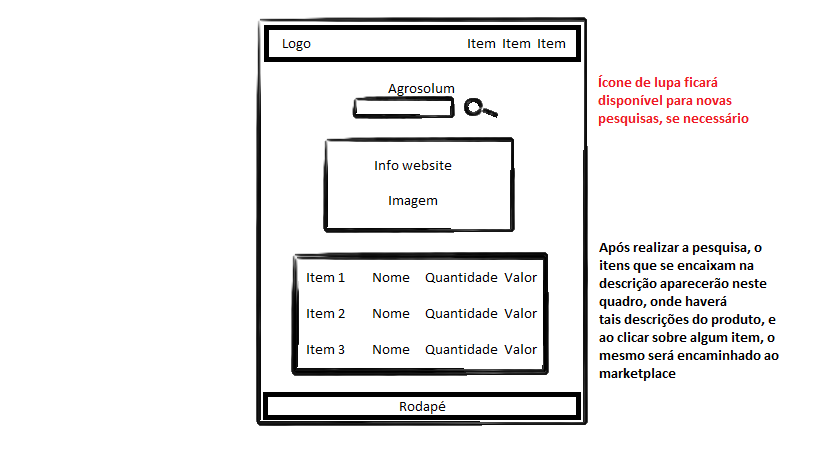 Logo
Item Item Item
Agrosolum
Ícone de lupa ficará
disponível para novas
pesquisas, se necessário
Info website
Imagem
Após realizar a pesquisa, o
itens que se encaixam na
descrição aparecerão neste
quadro, onde haverá
tais descrições do produto, e
ao clicar sobre algum item, o
mesmo será encaminhado ao
marketplace
Item 1 Nome Quantidade Valor
Item 2 Nome Quantidade Valor
Item 3 Nome Quantidade Valor
Rodapé